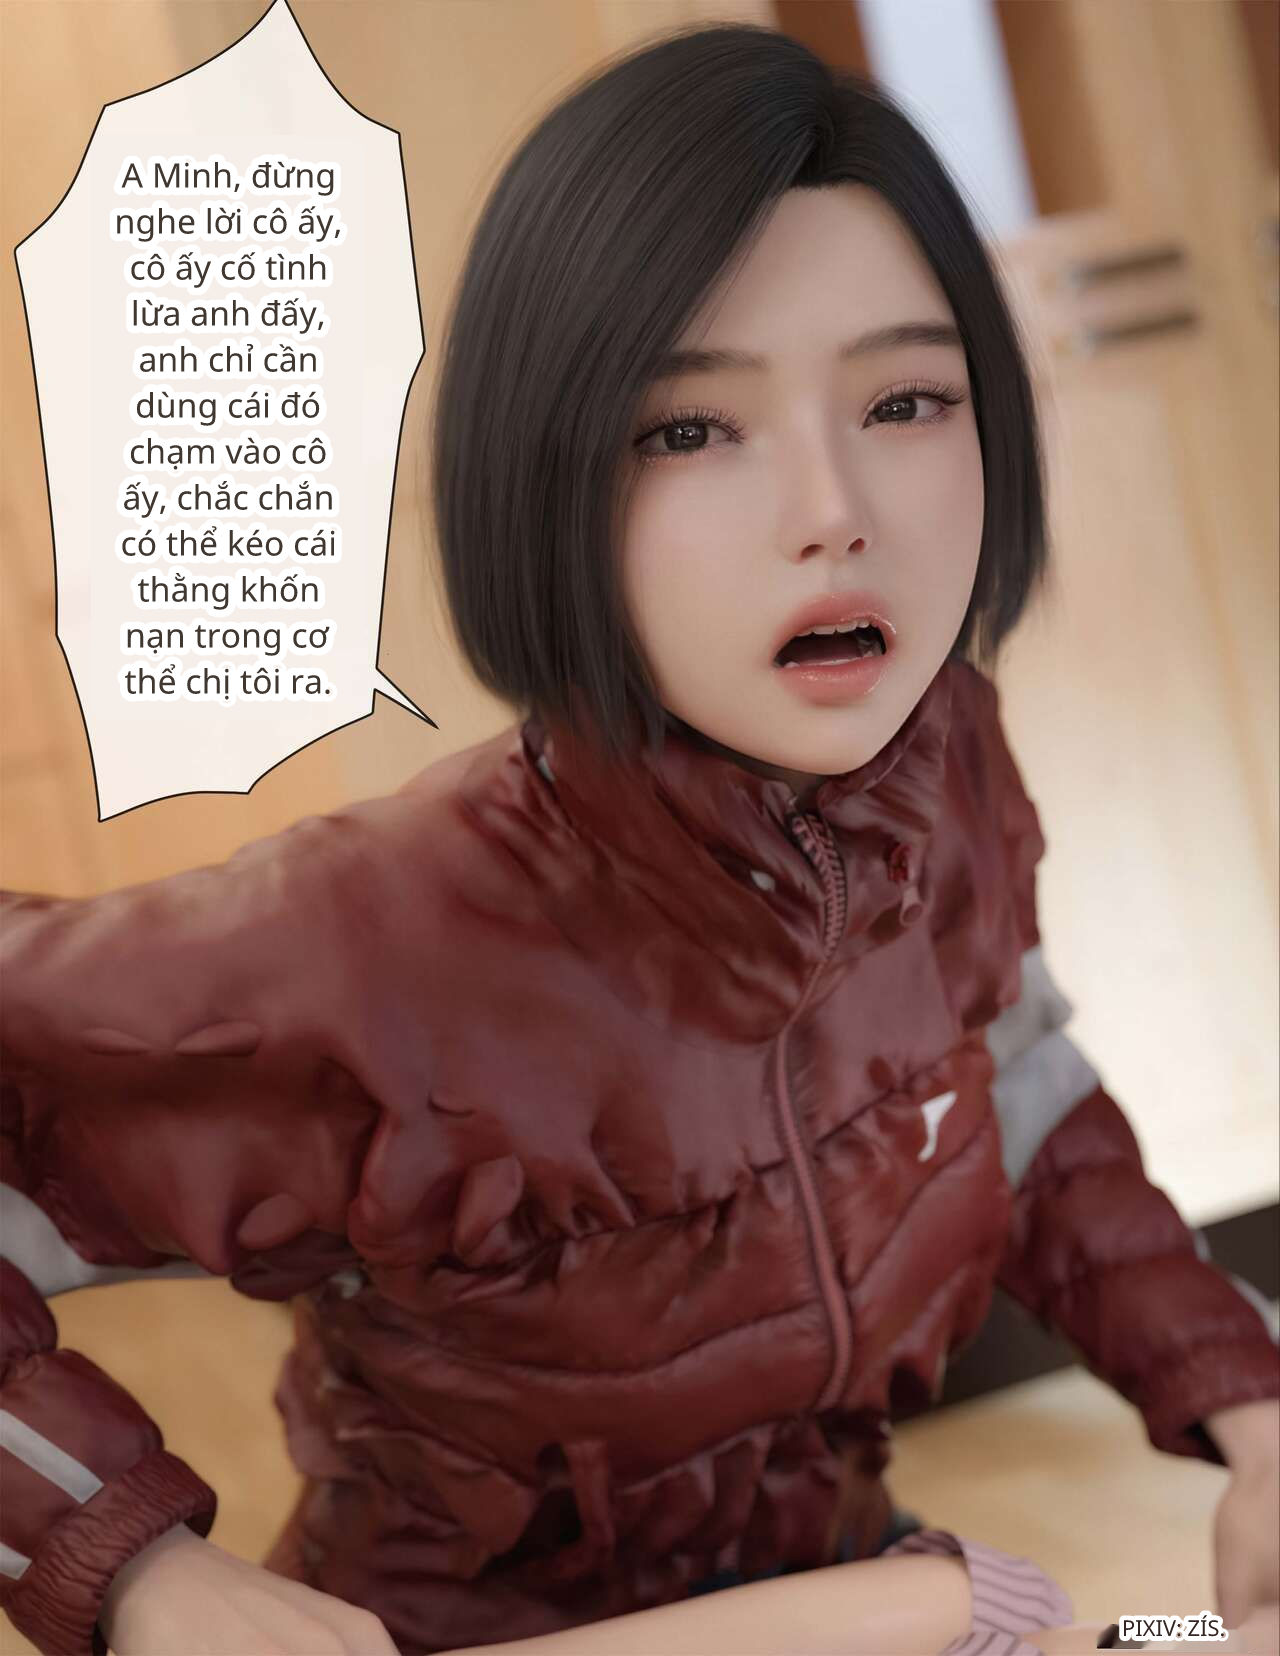 A Minh, đừng
nghe lời cô ấy,
cô ấy cố tình
lừa anh đấy,
anh chỉ cần
dùng cái đó
chạm vào cô
ấy, chắc chắn
có thể kéo cái
thằng khốn
nạn trong cơ
thể chị tôi ra.
PIXIV: ZÍS.